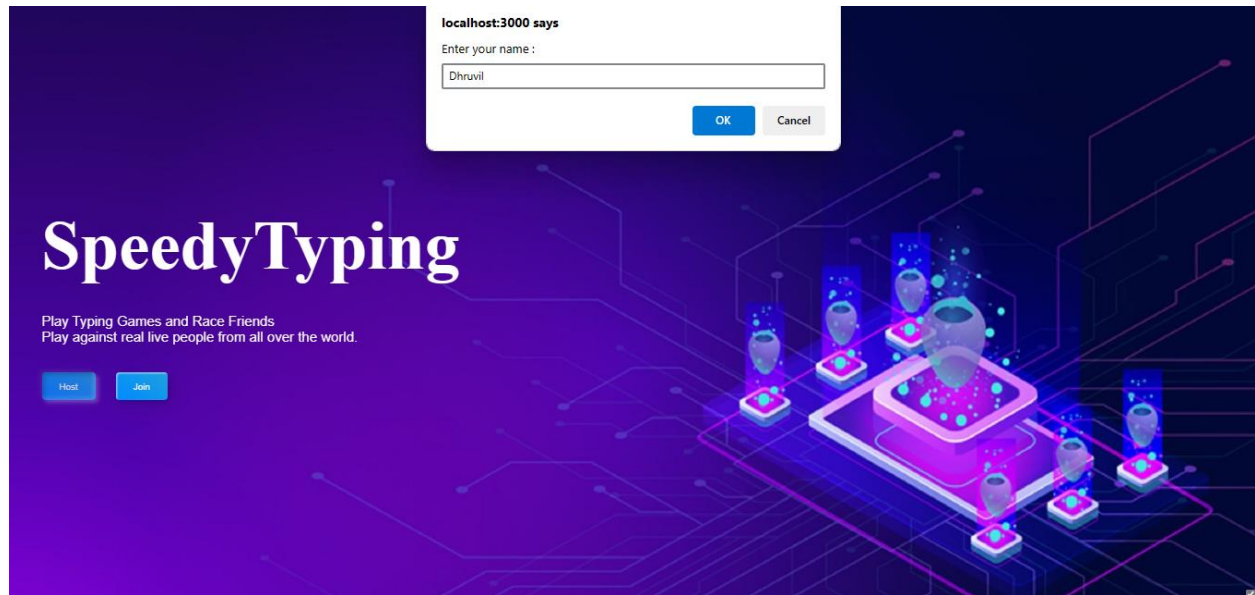 localhost:3000 says
Enter your name :
Dhruvil
OK Cancel
SpeedyTyping
Play Typing Games and Race Friends
Play against real live people from all over the world.
Host Join